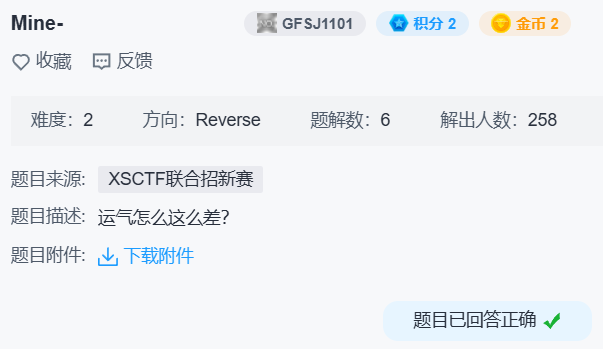 Mine- GFSJ1101 积分 2 金币 2
收藏 反馈
难度：2 方向：Reverse 题解数：6 解出人数：258
题目来源: XSCTF联合招新赛
题目描述: 运气怎么这么差？
题目附件: 下载附件
题目已回答正确